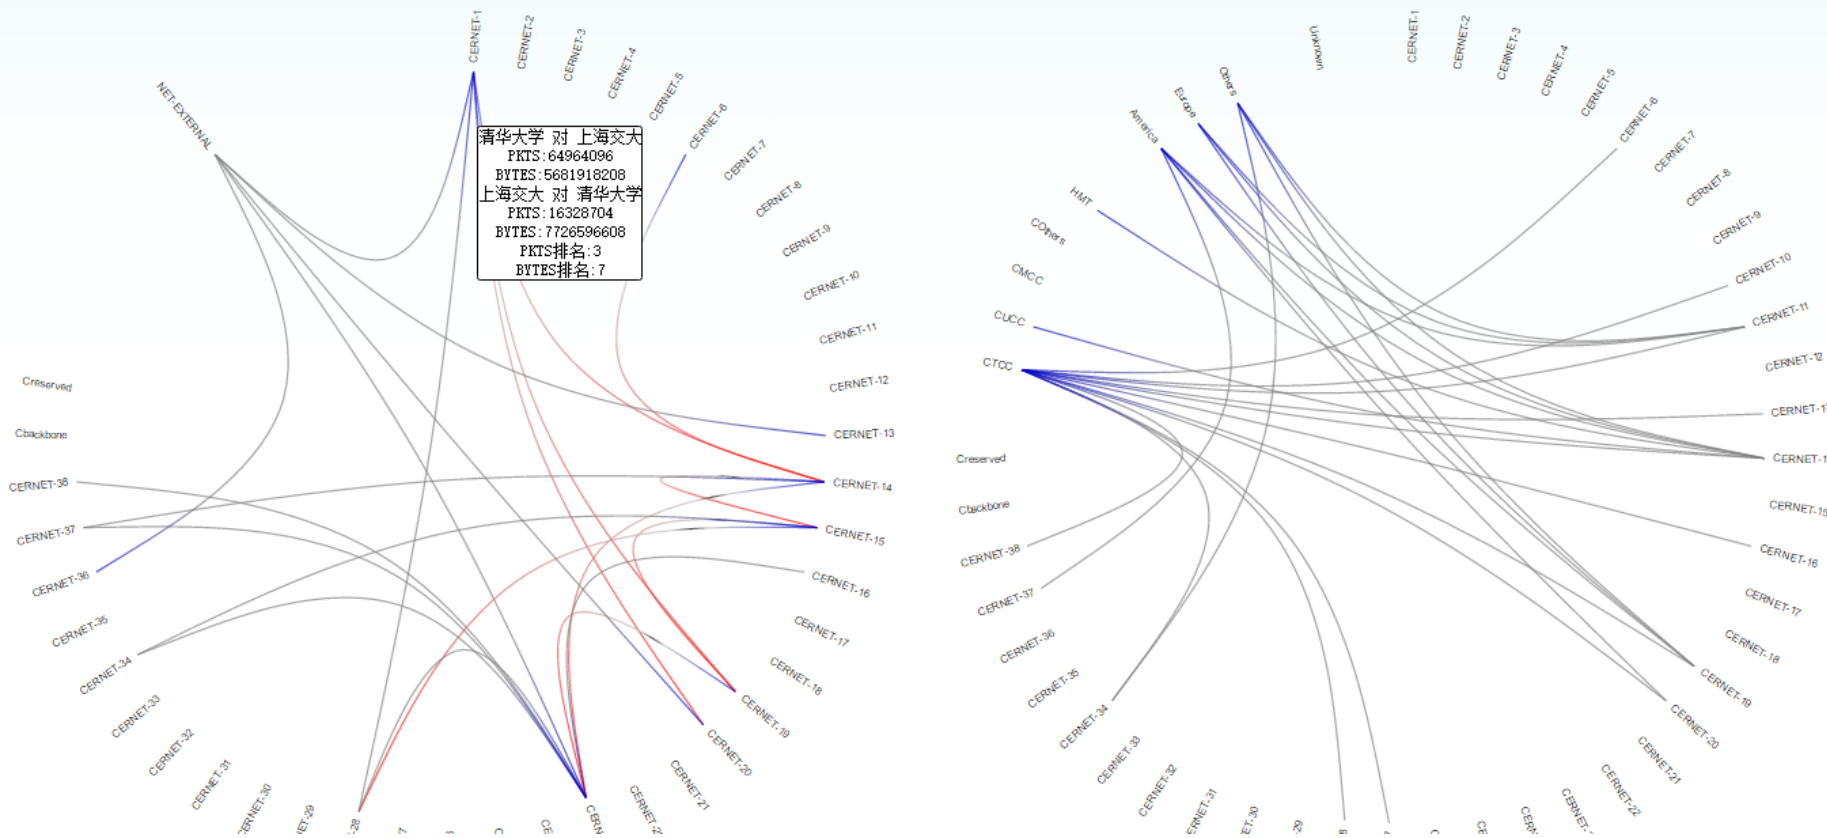 CERNET-1
CERNET-2
CERNET-3
CERNET-4
CERNET-5
CERNET-6
CERNET-7
CERNET-8
CERNET-9
CERNET-10
CERNET-11
CERNET-12
CERNET-13
CERNET-14
CERNET-15
CERNET-16
CERNET-17
CERNET-18
CERNET-19
CERNET-20
CERNET-21
CERNET-30
CERNET-31
CERNET-32
CERNET-33
CERNET-34
CERNET-35
CERNET-36
CERNET-37
CERNET-38
Cbackbone
Creserved
NET-EXTERNAL
清华大学 对 上海交大
PKTS:64964096
BYTES:5681918208
上海交大 对 清华大学
PKTS:16328704
BYTES:7726596608
PKTS排名:3
BYTES排名:7
CERNET-1
CERNET-2
CERNET-3
CERNET-4
CERNET-5
CERNET-6
CERNET-7
CERNET-8
CERNET-9
CERNET-10
CERNET-11
CERNET-12
CERNET-1
CERNET-1
CERNET-15
CERNET-16
CERNET-17
CERNET-18
CERNET-19
CERNET-20
CERNET-21
CERNET-22
CERNET-32
CERNET-33
CERNET-34
CERNET-35
CERNET-36
CERNET-37
CERNET-38
Cbackbone
Creserved
CTCC
CUCC
CMCC
COthers
HMT
America
Europe
Others
Unknown